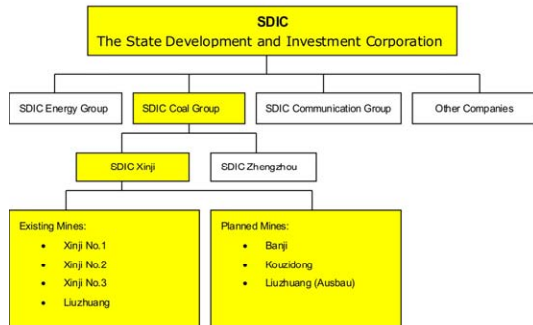 SDIC
The State Development and Investment Corporation
SDIC Energy Group
SDIC Coal Group
SDIC Communication Group
Other Companies
SDIC Xinji
SDIC Zhengzhou
Existing Mines:
• Xinji No.1
• Xinji No.2
• Xinji No.3
• Liuzhuang
Planned Mines:
• Banji
• Kouzidong
• Liuzhuang (Ausbau)